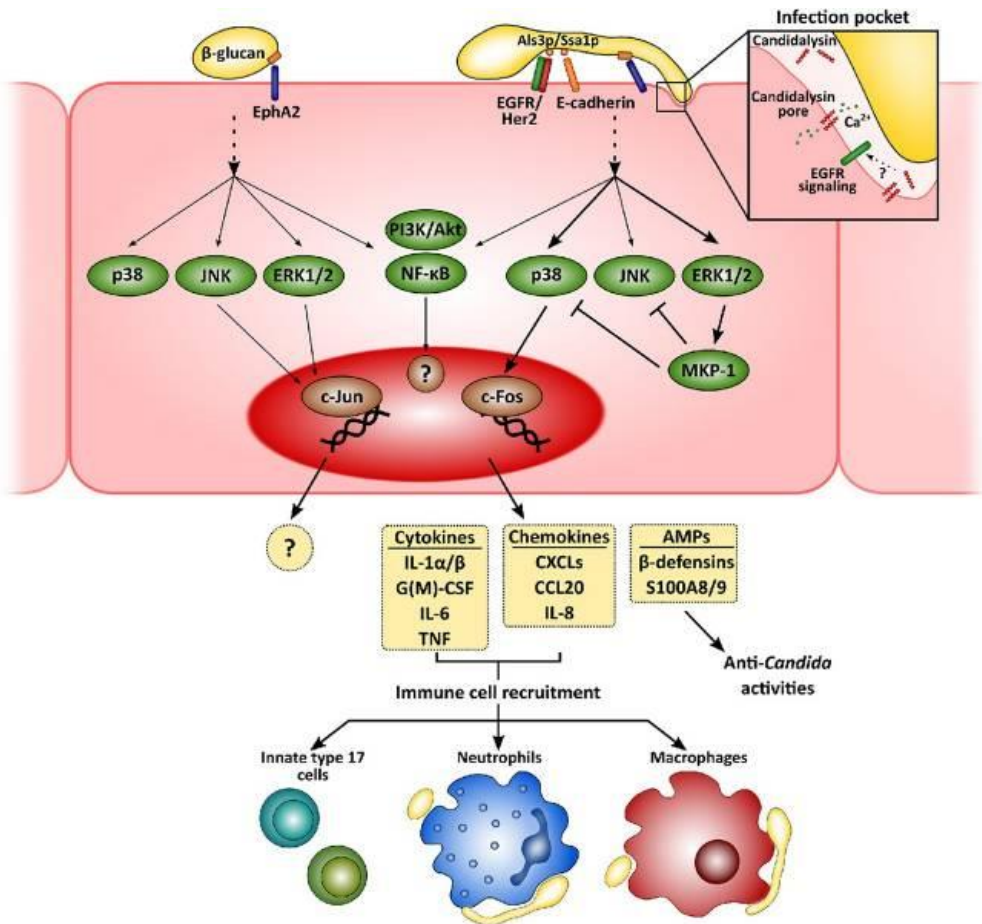 β-glucan
EphA2
Als3p/Ssa1p
EGFR/
Her2
E-cadherin
Infection pocket
Candidalysin
Candidalysin
pore
Ca²⁺
EGFR
signaling
?
p38
JNK
ERK1/2
PI3K/Akt
NF-κB
p38
JNK
ERK1/2
MKP-1
?
c-Jun
c-Fos
?
Cytokines
IL-1α/β
G(M)-CSF
IL-6
TNF
Chemokines
CXCLs
CCL20
IL-8
AMPs
β-defensins
S100A8/9
Anti-Candida
activities
Immune cell recruitment
Innate type 17
cells
Neutrophils
Macrophages